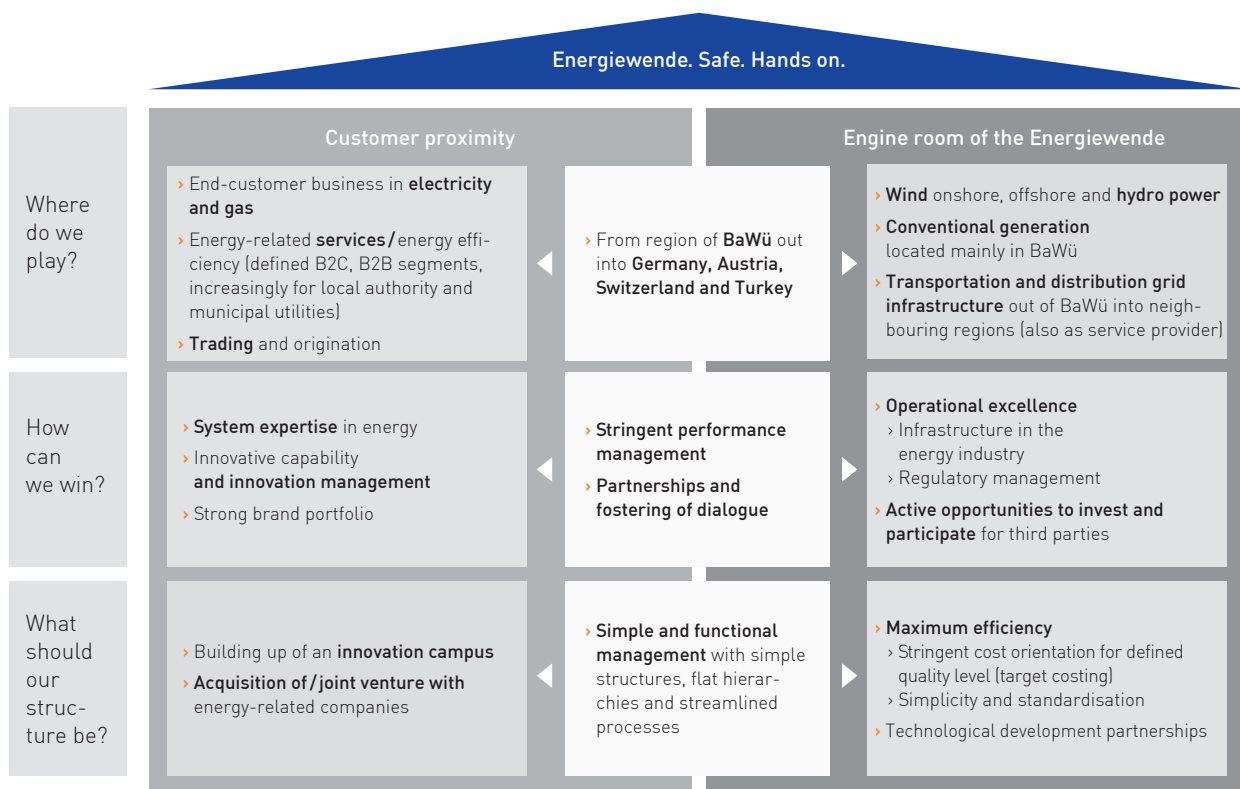 Energiewende. Safe. Hands on.
Customer proximity
Engine room of the Energiewende
Where
do we
play?
› End-customer business in electricity
and gas
› Energy-related services / energy effi-
ciency (defined B2C, B2B segments,
increasingly for local authority and
municipal utilities)
› Trading and origination
› From region of BaWü out
into Germany, Austria,
Switzerland and Turkey
› Wind onshore, offshore and hydro power
› Conventional generation
located mainly in BaWü
› Transportation and distribution grid
infrastructure out of BaWü into neigh-
bouring regions (also as service provider)
How
can
we win?
› System expertise in energy
› Innovative capability
and innovation management
› Strong brand portfolio
› Stringent performance
management
› Partnerships and
fostering of dialogue
› Operational excellence
› Infrastructure in the
energy industry
› Regulatory management
› Active opportunities to invest and
participate for third parties
What
should
our
struc-
ture be?
› Building up of an innovation campus
› Acquisition of / joint venture with
energy-related companies
› Simple and functional
management with simple
structures, flat hierar-
chies and streamlined
processes
› Maximum efficiency
› Stringent cost orientation for defined
quality level (target costing)
› Simplicity and standardisation
› Technological development partnerships